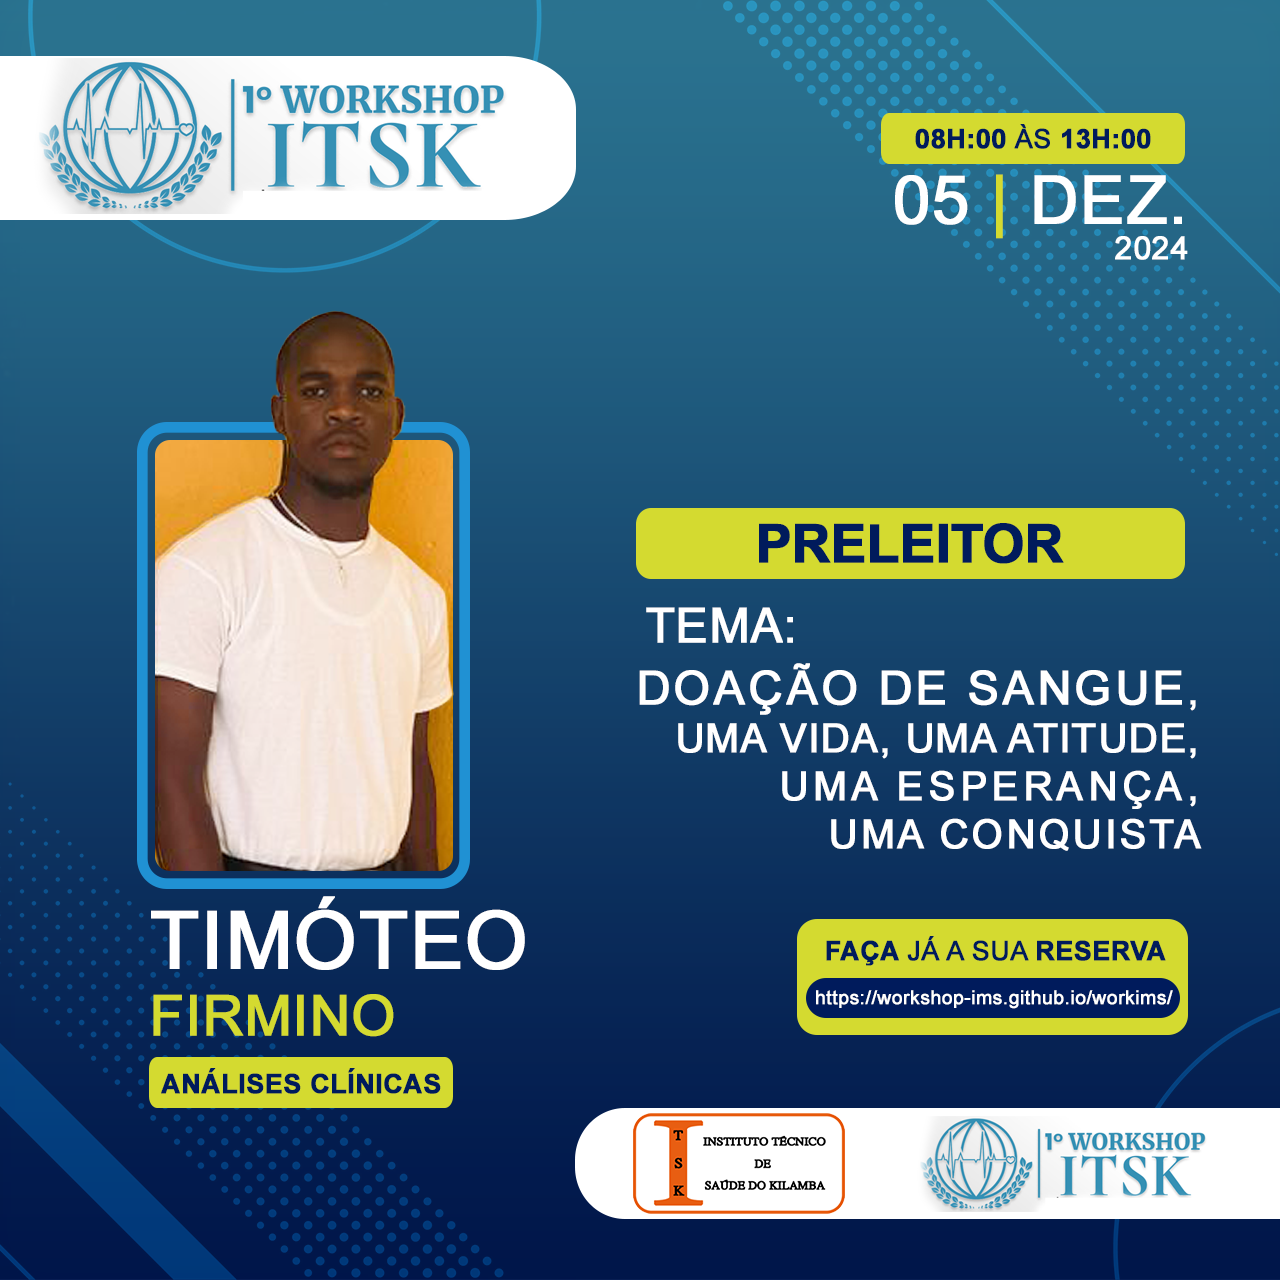 1º WORKSHOP
ITSK
08H:00 ÀS 13H:00
05 | DEZ.
2024
PRELEITOR
TEMA:
DOAÇÃO DE SANGUE,
UMA VIDA, UMA ATITUDE,
UMA ESPERANÇA,
UMA CONQUISTA
TIMÓTEO
FIRMINO
ANÁLISES CLÍNICAS
FAÇA JÁ A SUA RESERVA
https://workshop-ims.github.io/workims/
I
T
S
K
INSTITUTO TÉCNICO
DE
SAÚDE DO KILAMBA
1º WORKSHOP
ITSK